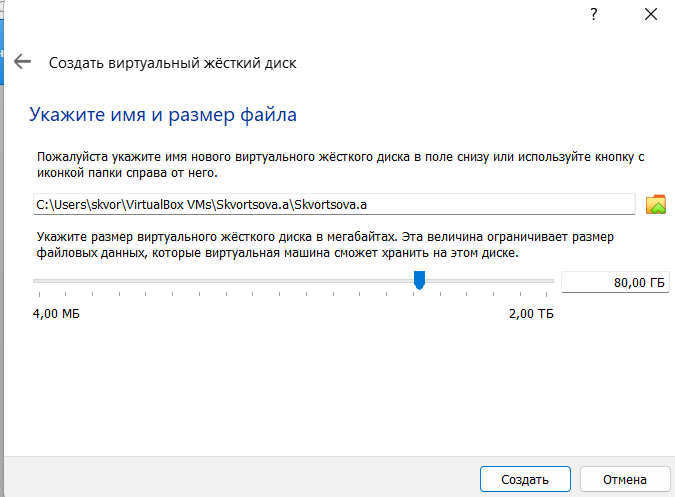 ?
Создать виртуальный жёсткий диск
Укажите имя и размер файла
Пожалуйста укажите имя нового виртуального жёсткого диска в поле снизу или используйте кнопку с
иконкой папки справа от него.
C:\Users\skvor\VirtualBox VMs\Skvortsova.a\Skvortsova.a
Укажите размер виртуального жёсткого диска в мегабайтах. Эта величина ограничивает размер
файловых данных, которые виртуальная машина сможет хранить на этом диске.
80,00 ГБ
4,00 МБ 2,00 ТБ
Создать Отмена